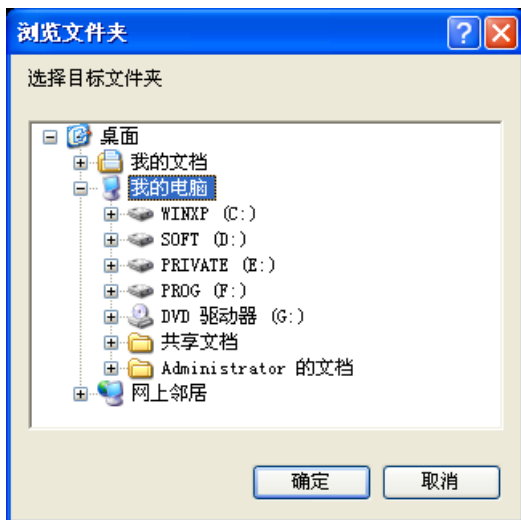 浏览文件夹
选择目标文件夹
桌面
我的文档
我的电脑
WINXP (C:)
SOFT (D:)
PRIVATE (E:)
PROG (F:)
DVD 驱动器 (G:)
共享文档
Administrator 的文档
网上邻居
确定 取消